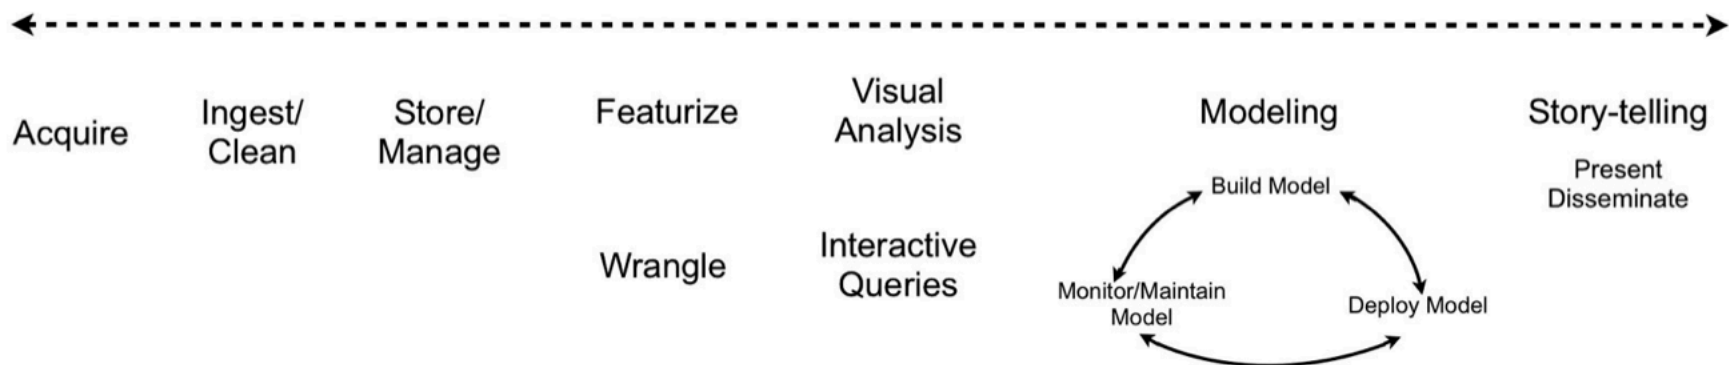 Acquire
Ingest/
Clean
Store/
Manage
Featurize
Wrangle
Visual
Analysis
Interactive
Queries
Modeling
Build Model
Monitor/Maintain
Model
Deploy Model
Story-telling
Present
Disseminate